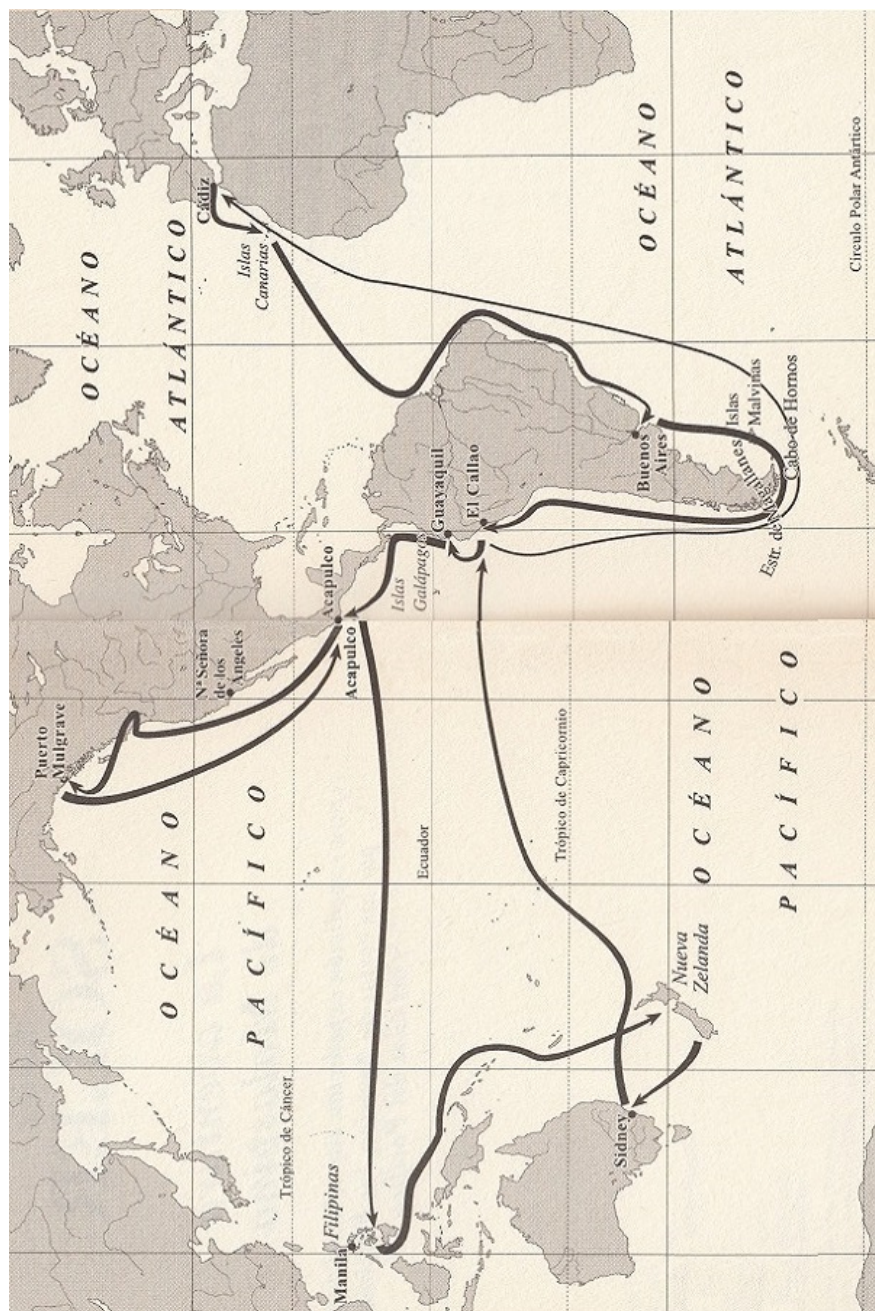 OCÉANO
ATLÁNTICO
Cádiz
Islas
Canarias
OCÉANO
ATLÁNTICO
Círculo Polar Antártico
Guayaquil
El Callao
Buenos
Aires
Islas
Malvinas
Estr. de Magallanes
Cabo de Hornos
Islas
Galápagos
Acapulco
Acapulco
Nª Señora
de los
Ángeles
Puerto
Mulgrave
OCÉANO
PACÍFICO
Ecuador
Trópico de Capricornio
OCÉANO
PACÍFICO
Nueva
Zelanda
Trópico de Cáncer
Sidney
Filipinas
Manila